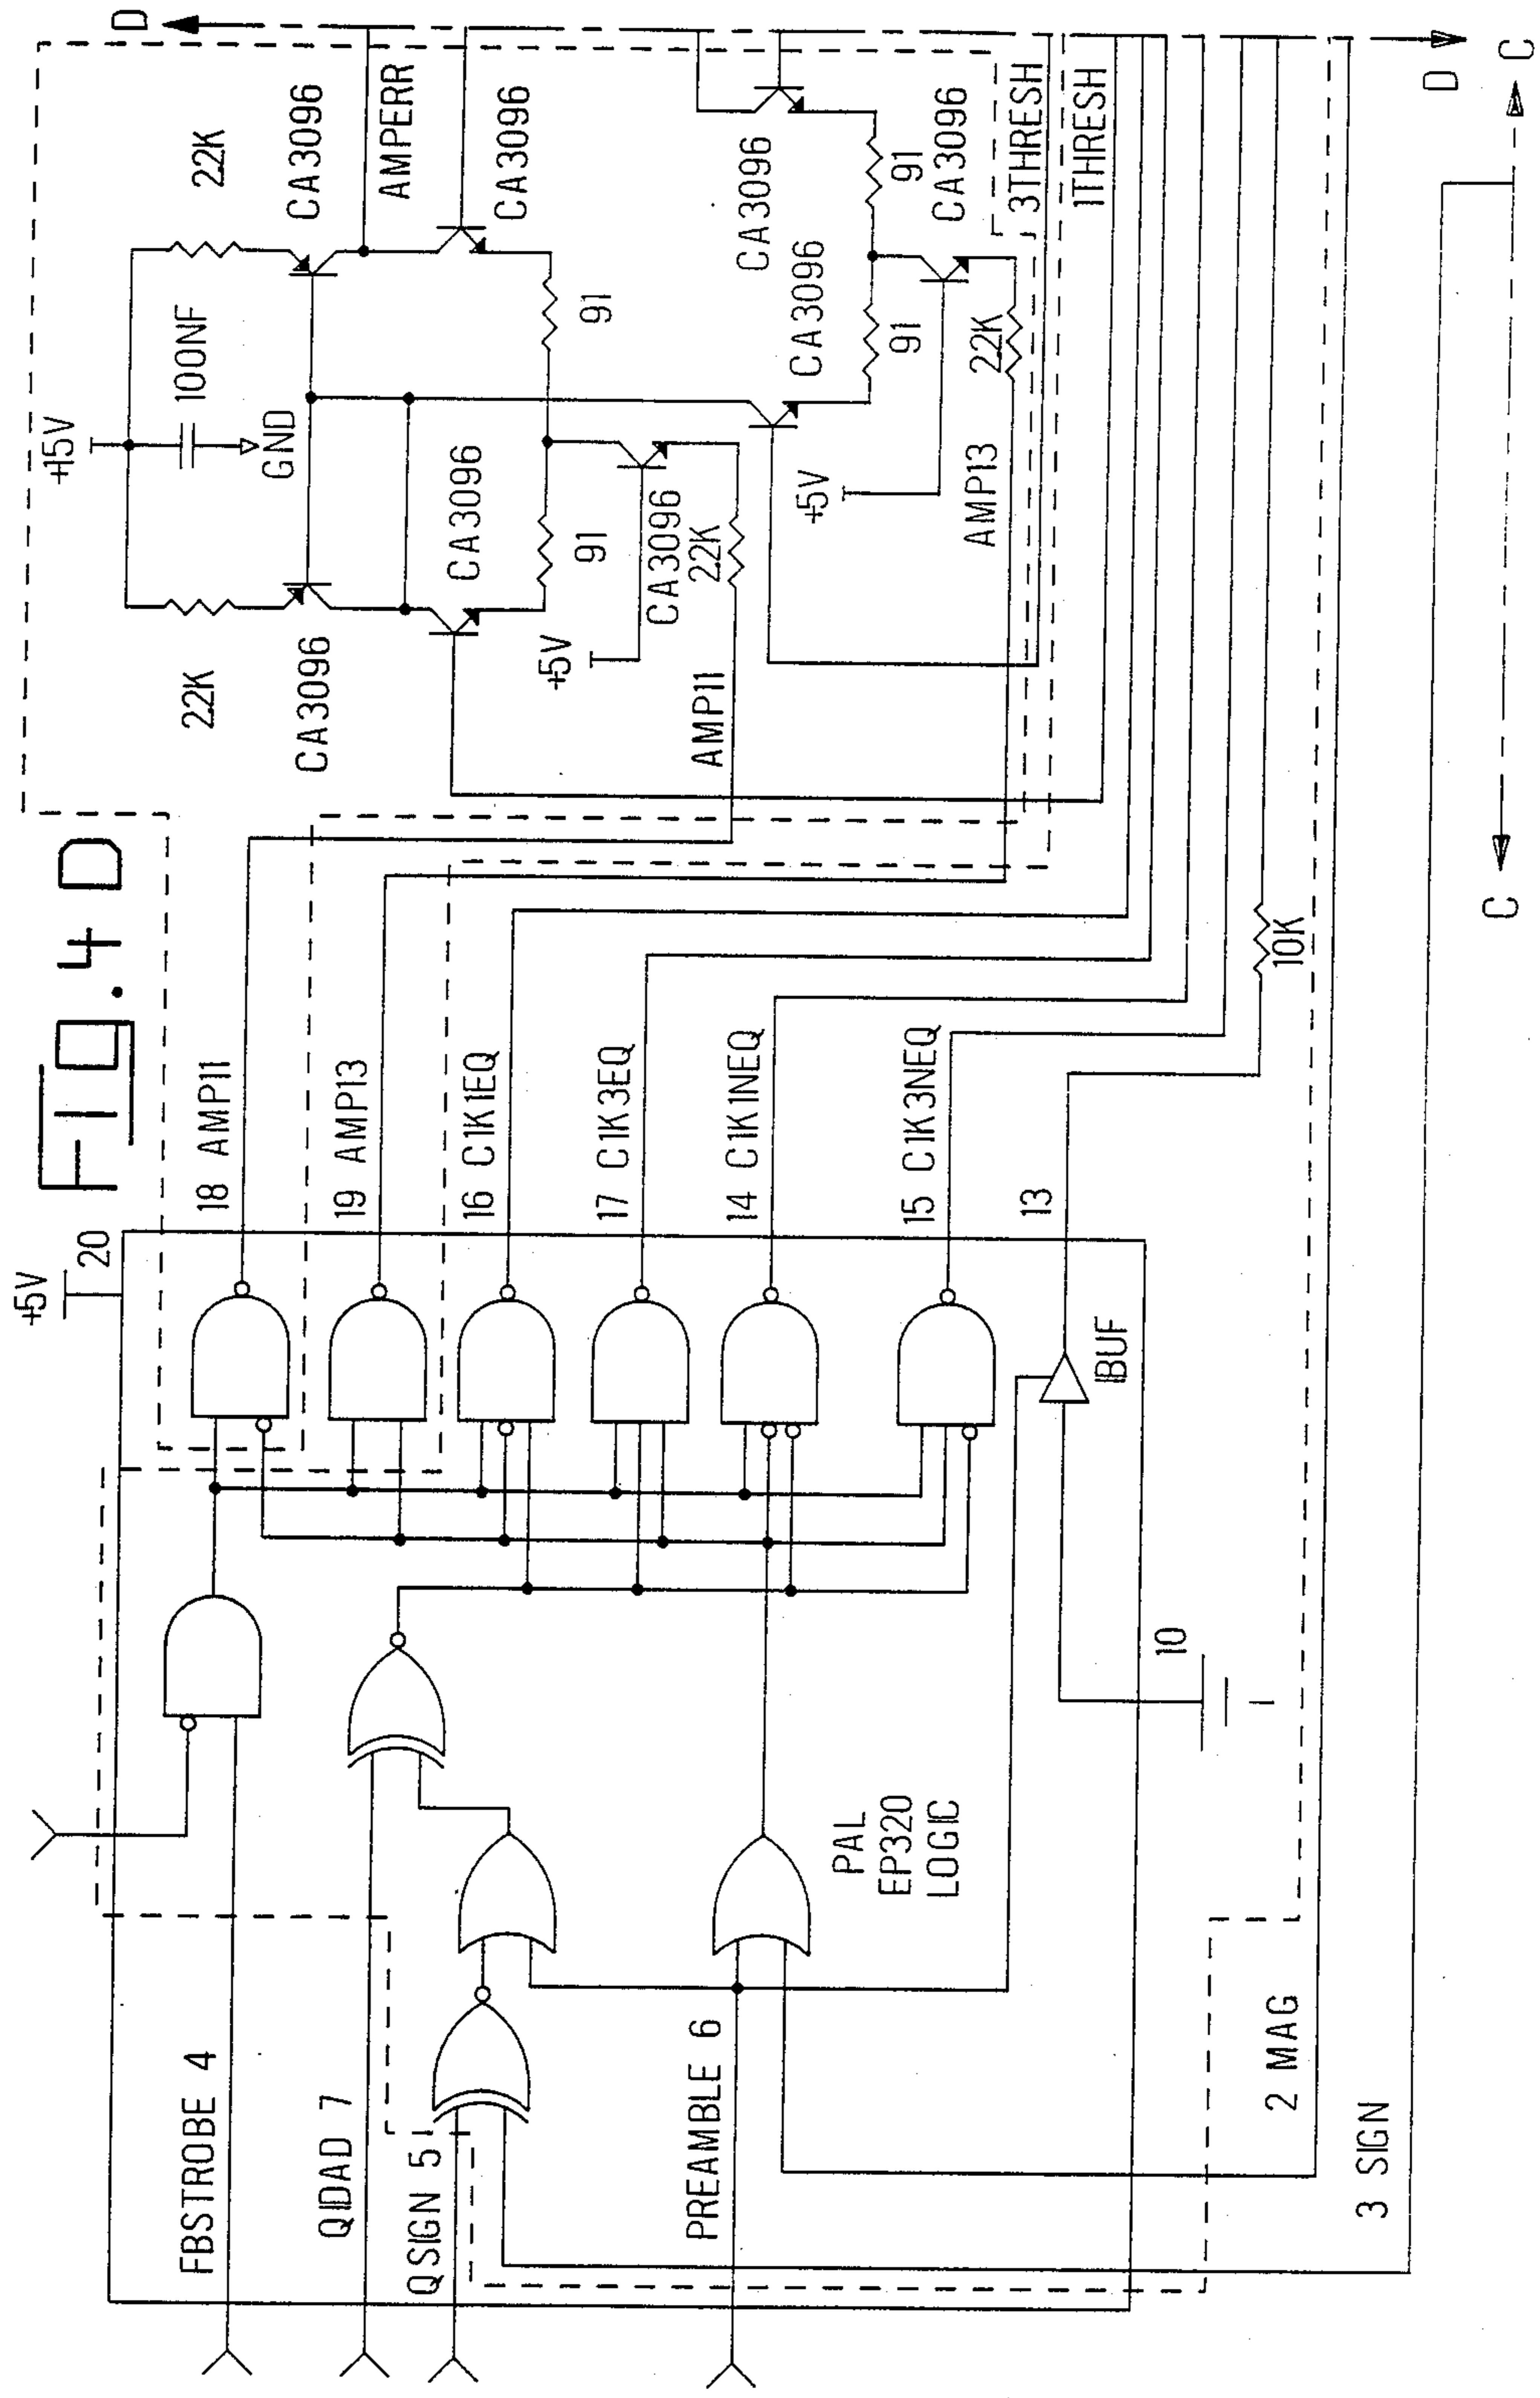 FIG. 4 D
+5V
20
FBSTROBE 4
QIDAD 7
QSIGN 5
PREAMBLE 6
2 MAG
3 SIGN
PAL
EP320
LOGIC
10
IBUF
18 AMP11
19 AMP13
16 C1K1EQ
17 C1K3EQ
14 C1K1NEQ
15 C1K3NEQ
13
10K
+15V
100NF
GND
22K
22K
CA3096
CA3096
AMPERR
CA3096
CA3096
91
91
+5V
CA3096
22K
AMP11
CA3096
CA3096
91
91
+5V
CA3096
22K
AMP13
3THRESH
1THRESH
D
D
C
C